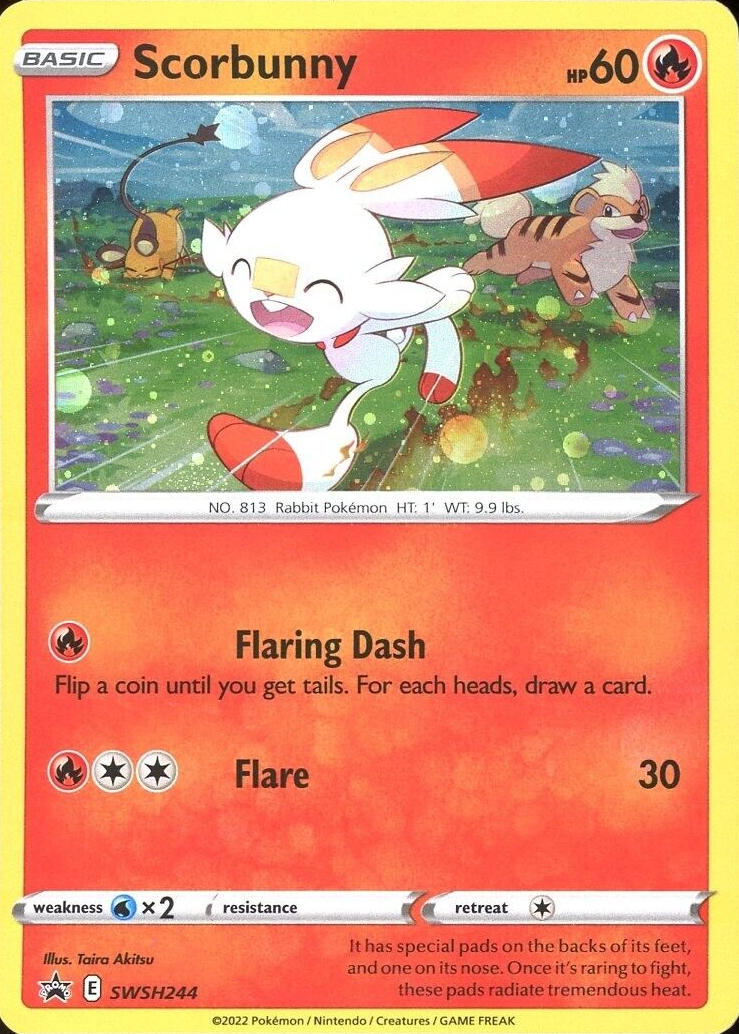 BASIC
Scorbunny
HP60
NO. 813 Rabbit Pokémon HT: 1' WT: 9.9 lbs.
Flaring Dash
Flip a coin until you get tails. For each heads, draw a card.
Flare 30
weakness ×2 resistance retreat
Illus. Taira Akitsu
It has special pads on the backs of its feet,
and one on its nose. Once it's raring to fight,
these pads radiate tremendous heat.
PROMO E SWSH244
©2022 Pokémon / Nintendo / Creatures / GAME FREAK